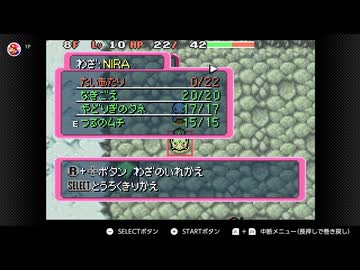 1P
8F Lv 10 HP 22/ 42
わざ:NIRA
たいあたり 0/22
なきごえ 20/20
やどりぎのタネ 17/17
E つるのムチ 15/15
R+ボタン わざのいれかえ
SELECT とうろくきりかえ
SELECTボタン STARTボタン 中断メニュー(長押しで巻き戻し)